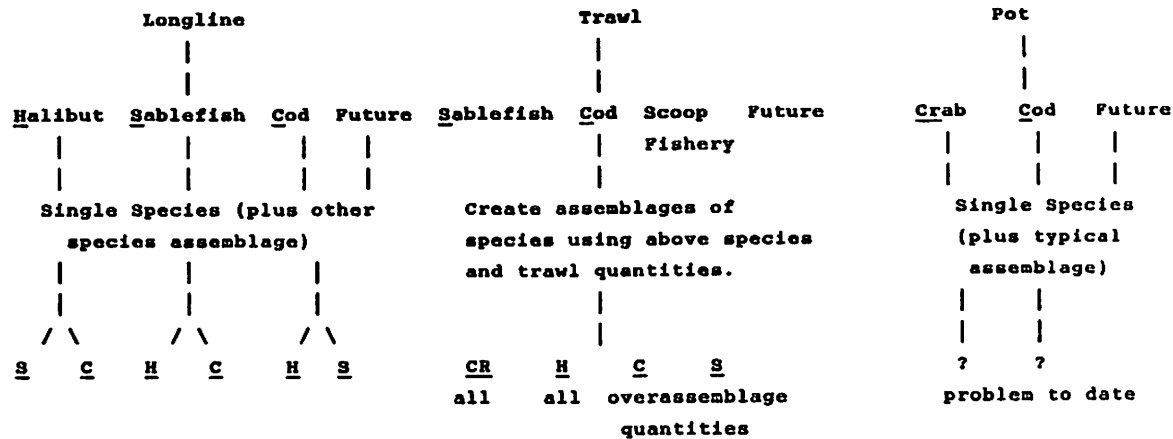 Longline Trawl Pot
Halibut Sablefish Cod Future Sablefish Cod Scoop Future Crab Cod Future
Fishery
Single Species (plus other Create assemblages of Single Species
species assemblage) species using above species (plus typical
and trawl quantities. assemblage)
S C H C H S CR H C S ? ?
all all overassemblage problem to date
quantities